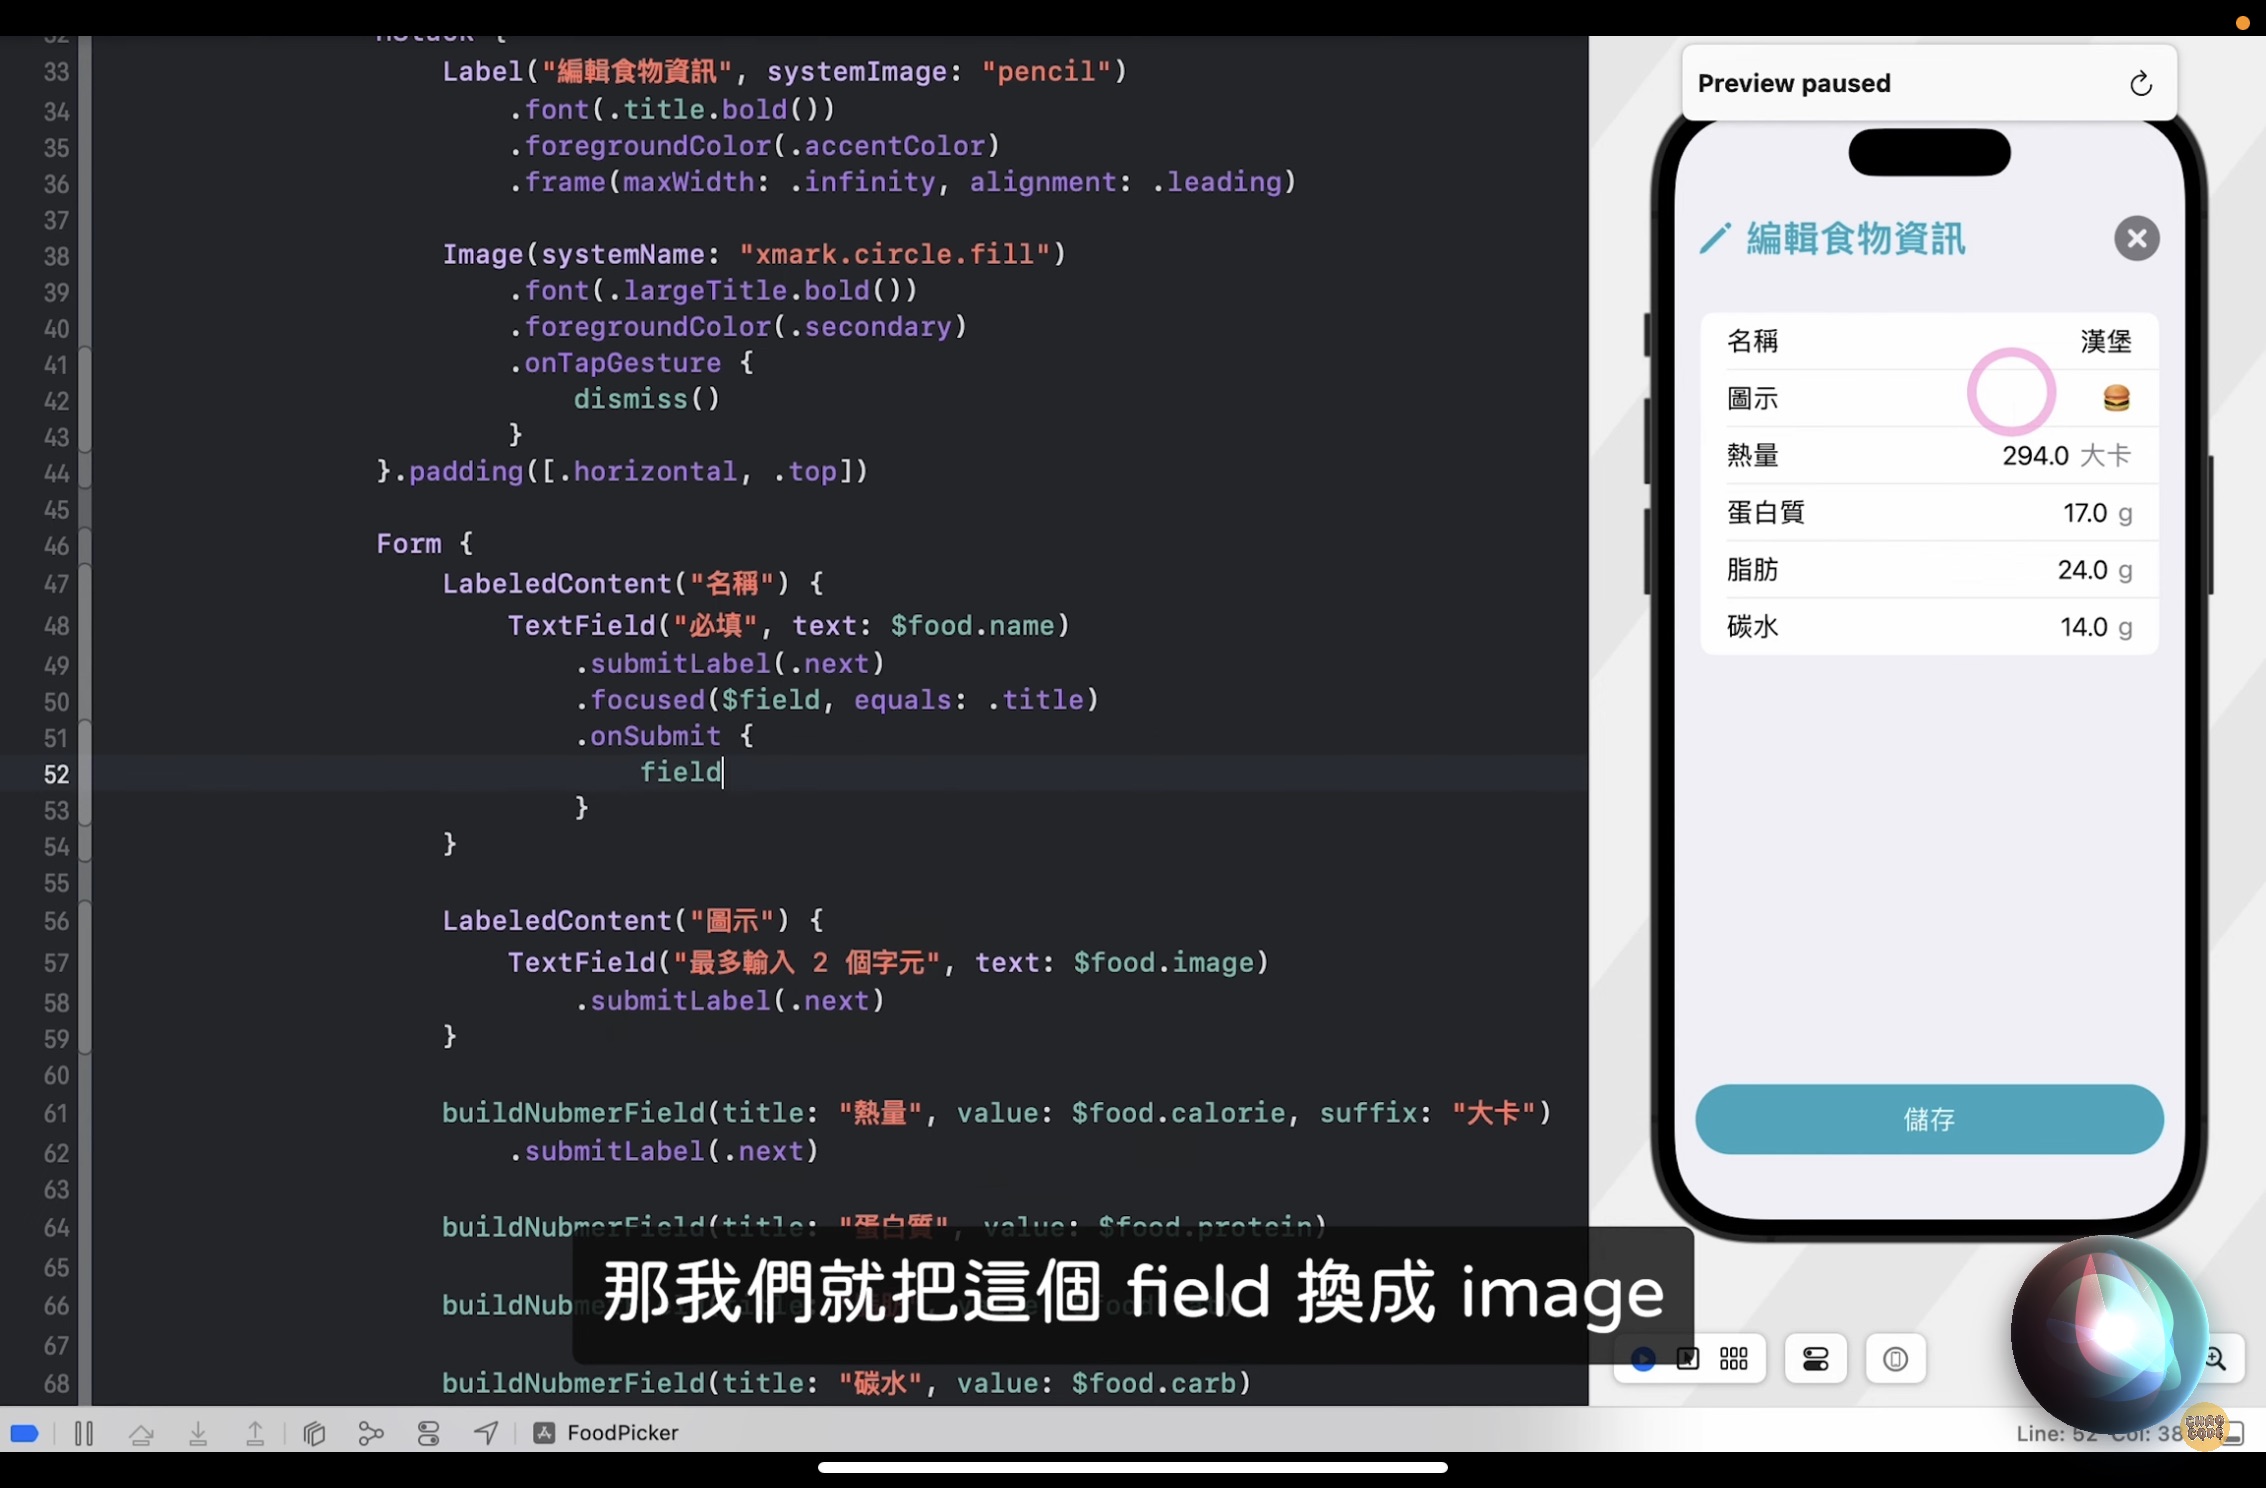 33 Label("編輯食物資訊", systemImage: "pencil")
34 .font(.title.bold())
35 .foregroundColor(.accentColor)
36 .frame(maxWidth: .infinity, alignment: .leading)
37
38 Image(systemName: "xmark.circle.fill")
39 .font(.largeTitle.bold())
40 .foregroundColor(.secondary)
41 .onTapGesture {
42 dismiss()
43 }
44 }.padding([.horizontal, .top])
45
46 Form {
47 LabeledContent("名稱") {
48 TextField("必填", text: $food.name)
49 .submitLabel(.next)
50 .focused($field, equals: .title)
51 .onSubmit {
52 field
53 }
54 }
55
56 LabeledContent("圖示") {
57 TextField("最多輸入 2 個字元", text: $food.image)
58 .submitLabel(.next)
59 }
60
61 buildNubmerField(title: "熱量", value: $food.calorie, suffix: "大卡")
62 .submitLabel(.next)
63
64 buildNubmerField(title: "蛋白質", value: $food.protein)
65
66 buildNub
67
68 buildNubmerField(title: "碳水", value: $food.carb)
那我們就把這個 field 換成 image
FoodPicker
Preview paused
編輯食物資訊
名稱 漢堡
圖示
熱量 294.0 大卡
蛋白質 17.0 g
脂肪 24.0 g
碳水 14.0 g
儲存
Line: 52 Col: 38
CHAO CODE